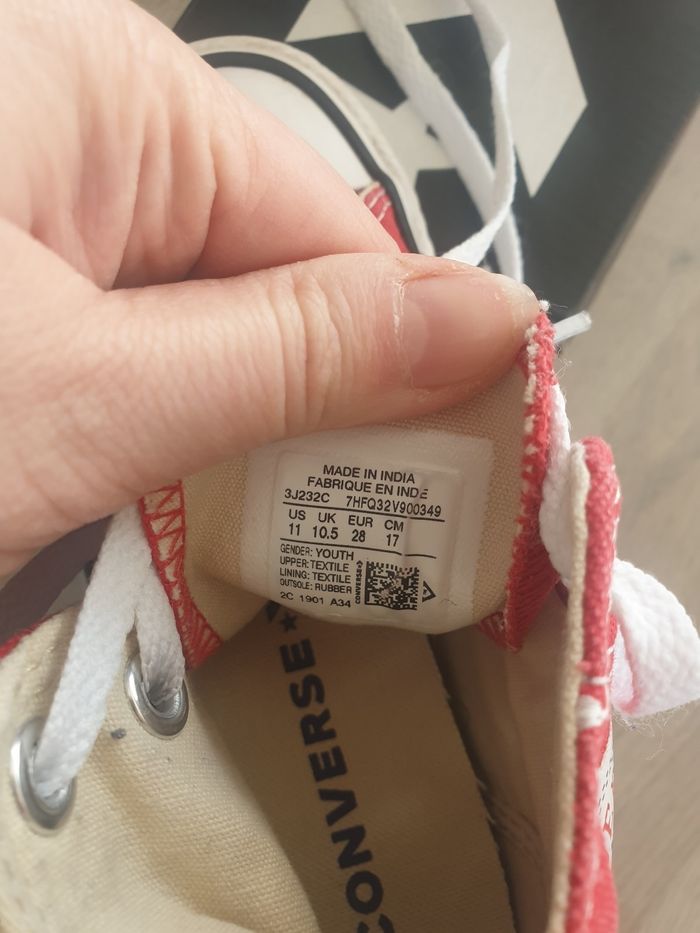 MADE IN INDIA
FABRIQUE EN INDE
3J232C 7HFQ32V900349
US UK EUR CM
11 10.5 28 17
GENDER: YOUTH
UPPER: TEXTILE
LINING: TEXTILE
OUTSOLE: RUBBER
2C 1901 A34
CONVERSE
CONVERSE